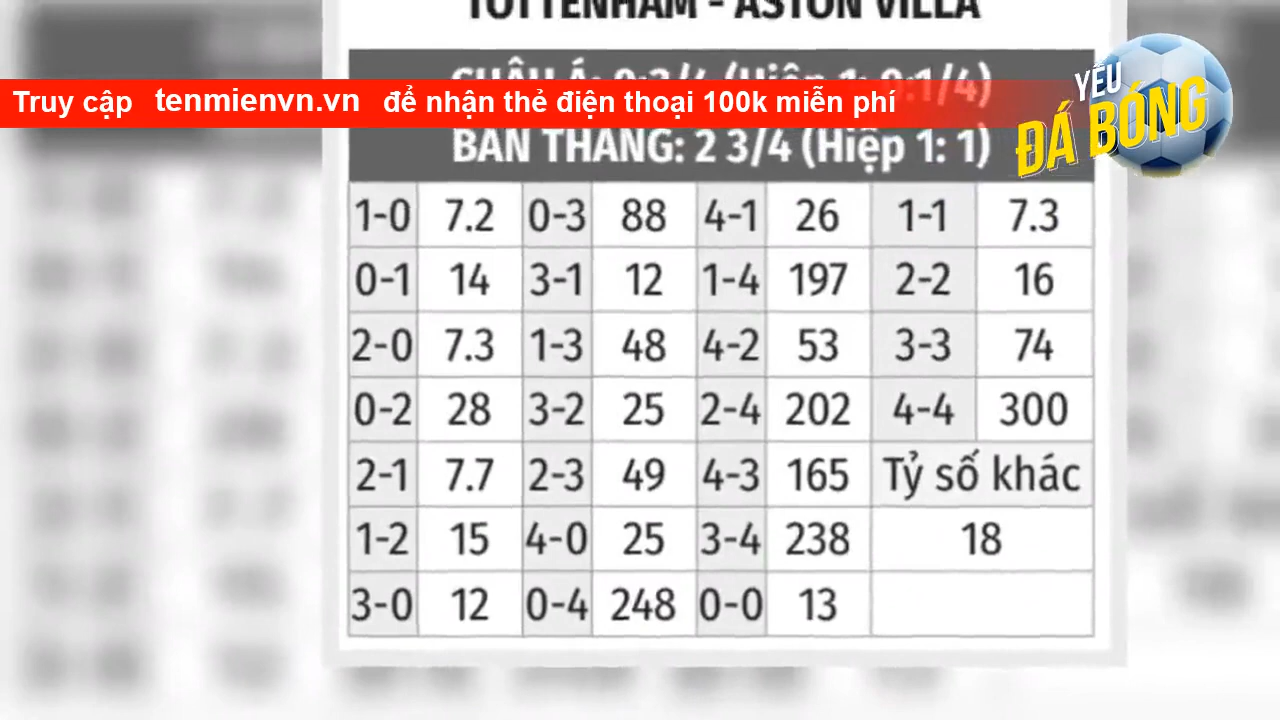 TOTTENHAM - ASTON VILLA
Truy cập tenmienvn.vn để nhận thẻ điện thoại 100k miễn phí
YÊU
ĐÁ BÓNG
BÀN THẮNG: 2 3/4 (Hiệp 1: 1)
1-0 7.2 0-3 88 4-1 26 1-1 7.3
0-1 14 3-1 12 1-4 197 2-2 16
2-0 7.3 1-3 48 4-2 53 3-3 74
0-2 28 3-2 25 2-4 202 4-4 300
2-1 7.7 2-3 49 4-3 165 Tỷ số khác
1-2 15 4-0 25 3-4 238 18
3-0 12 0-4 248 0-0 13